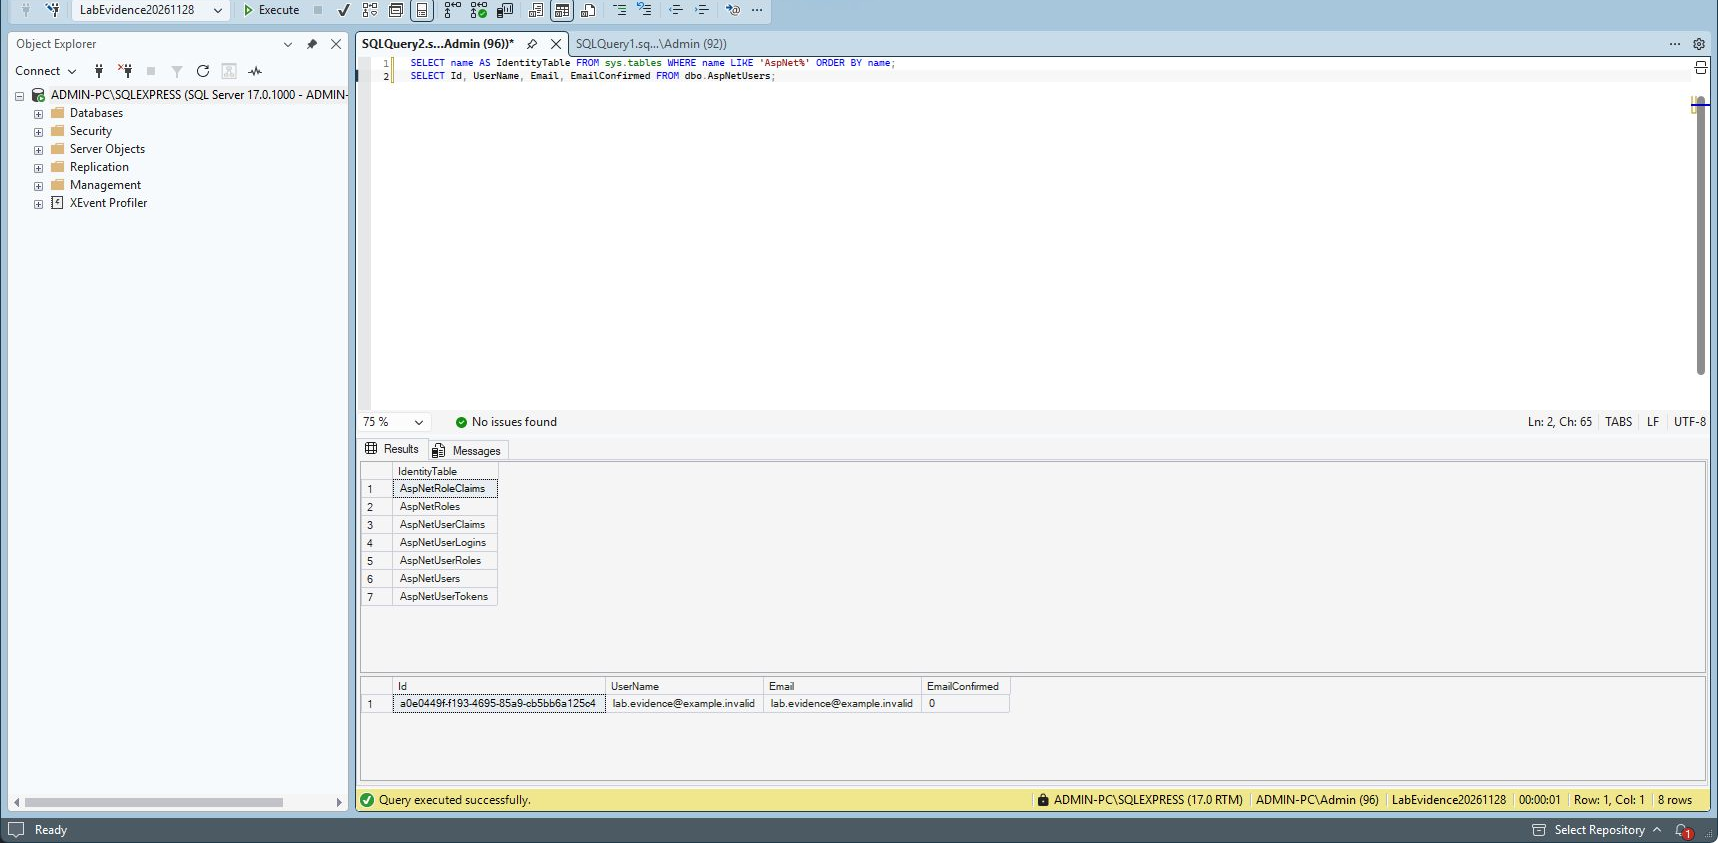 LabEvidence20261128 Execute
Object Explorer
Connect
ADMIN-PC\SQLEXPRESS (SQL Server 17.0.1000 - ADMIN-
Databases
Security
Server Objects
Replication
Management
XEvent Profiler
SQLQuery2.s...Admin (96))* SQLQuery1.sq...\Admin (92))
1 SELECT name AS IdentityTable FROM sys.tables WHERE name LIKE 'AspNet%' ORDER BY name;
2 SELECT Id, UserName, Email, EmailConfirmed FROM dbo.AspNetUsers;
75 % No issues found Ln: 2, Ch: 65 TABS LF UTF-8
Results Messages
IdentityTable
1 AspNetRoleClaims
2 AspNetRoles
3 AspNetUserClaims
4 AspNetUserLogins
5 AspNetUserRoles
6 AspNetUsers
7 AspNetUserTokens
Id UserName Email EmailConfirmed
1 a0e0449f-f193-4695-85a9-cb5bb6a125c4 lab.evidence@example.invalid lab.evidence@example.invalid 0
Query executed successfully. ADMIN-PC\SQLEXPRESS (17.0 RTM) ADMIN-PC\Admin (96) LabEvidence20261128 00:00:01 Row: 1, Col: 1 8 rows
Ready Select Repository 1